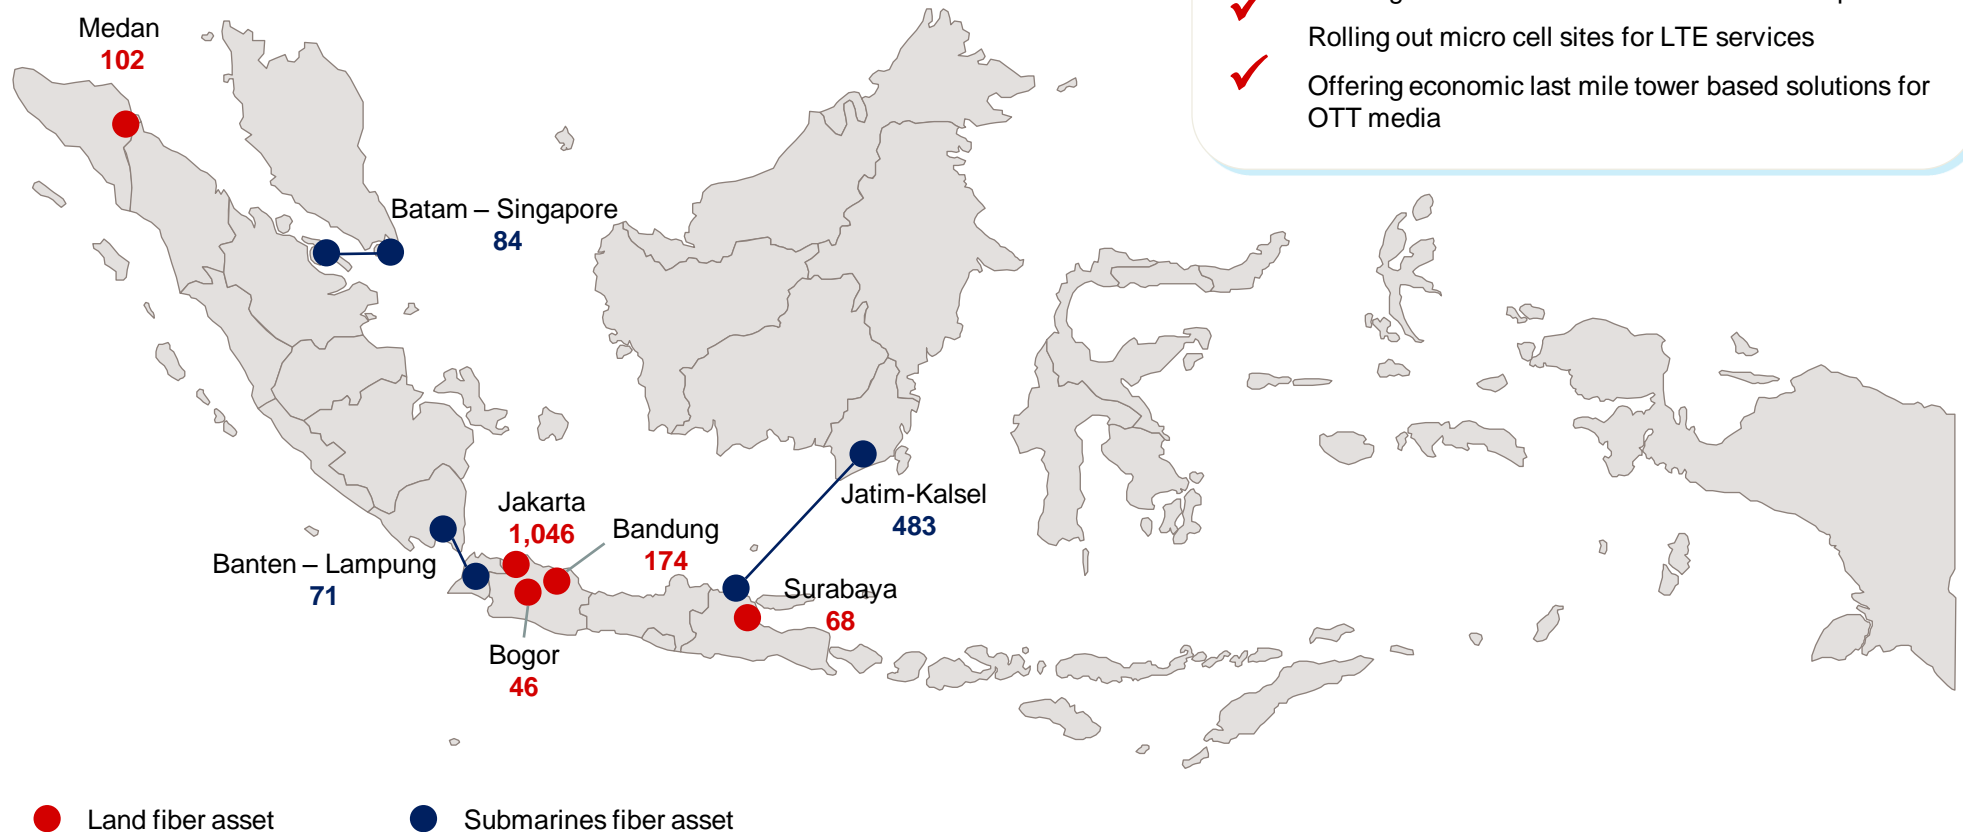 Rolling out micro cell sites for LTE services
Offering economic last mile tower based solutions for
OTT media
Medan
102
Batam – Singapore
84
Jatim-Kalsel
483
Jakarta
1,046
Bandung
174
Banten – Lampung
71
Surabaya
68
Bogor
46
Land fiber asset
Submarines fiber asset